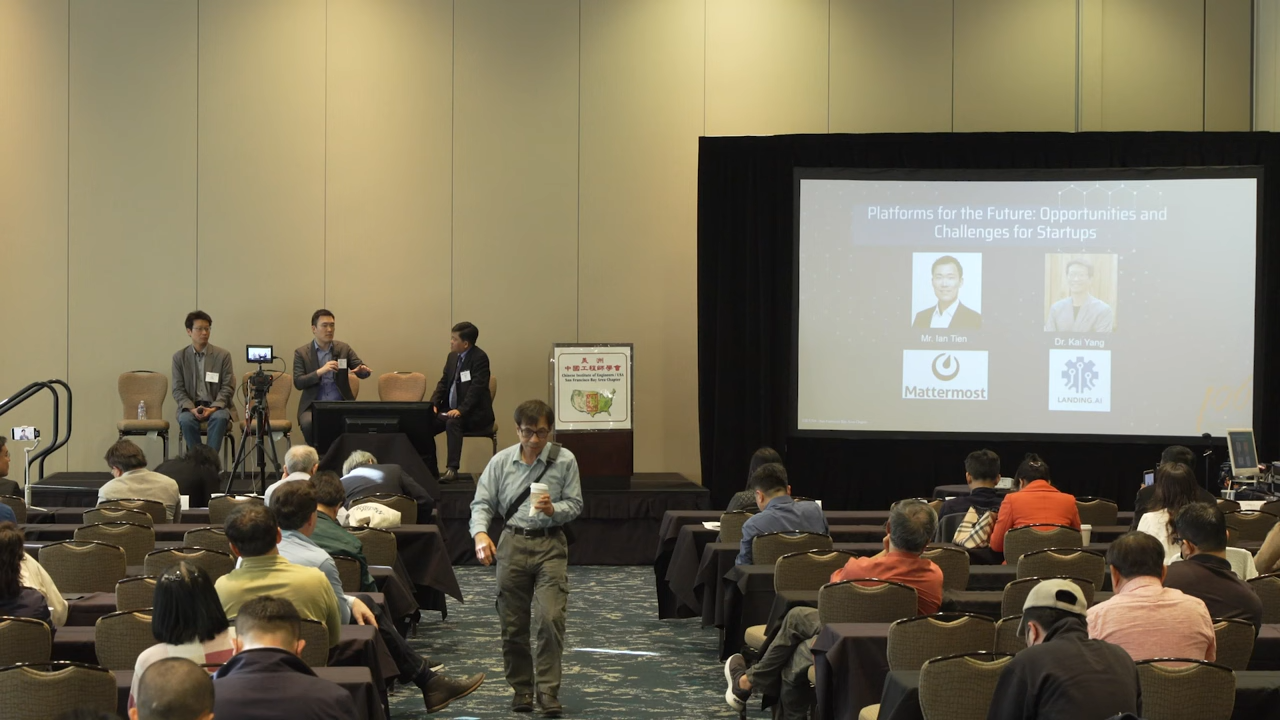 美洲
中國工程師學會
Chinese Institute of Engineers / USA
San Francisco Bay Area Chapter
Platforms for the Future: Opportunities and
Challenges for Startups
Mr. Ian Tien
Dr. Kai Yang
Mattermost
LANDING.AI